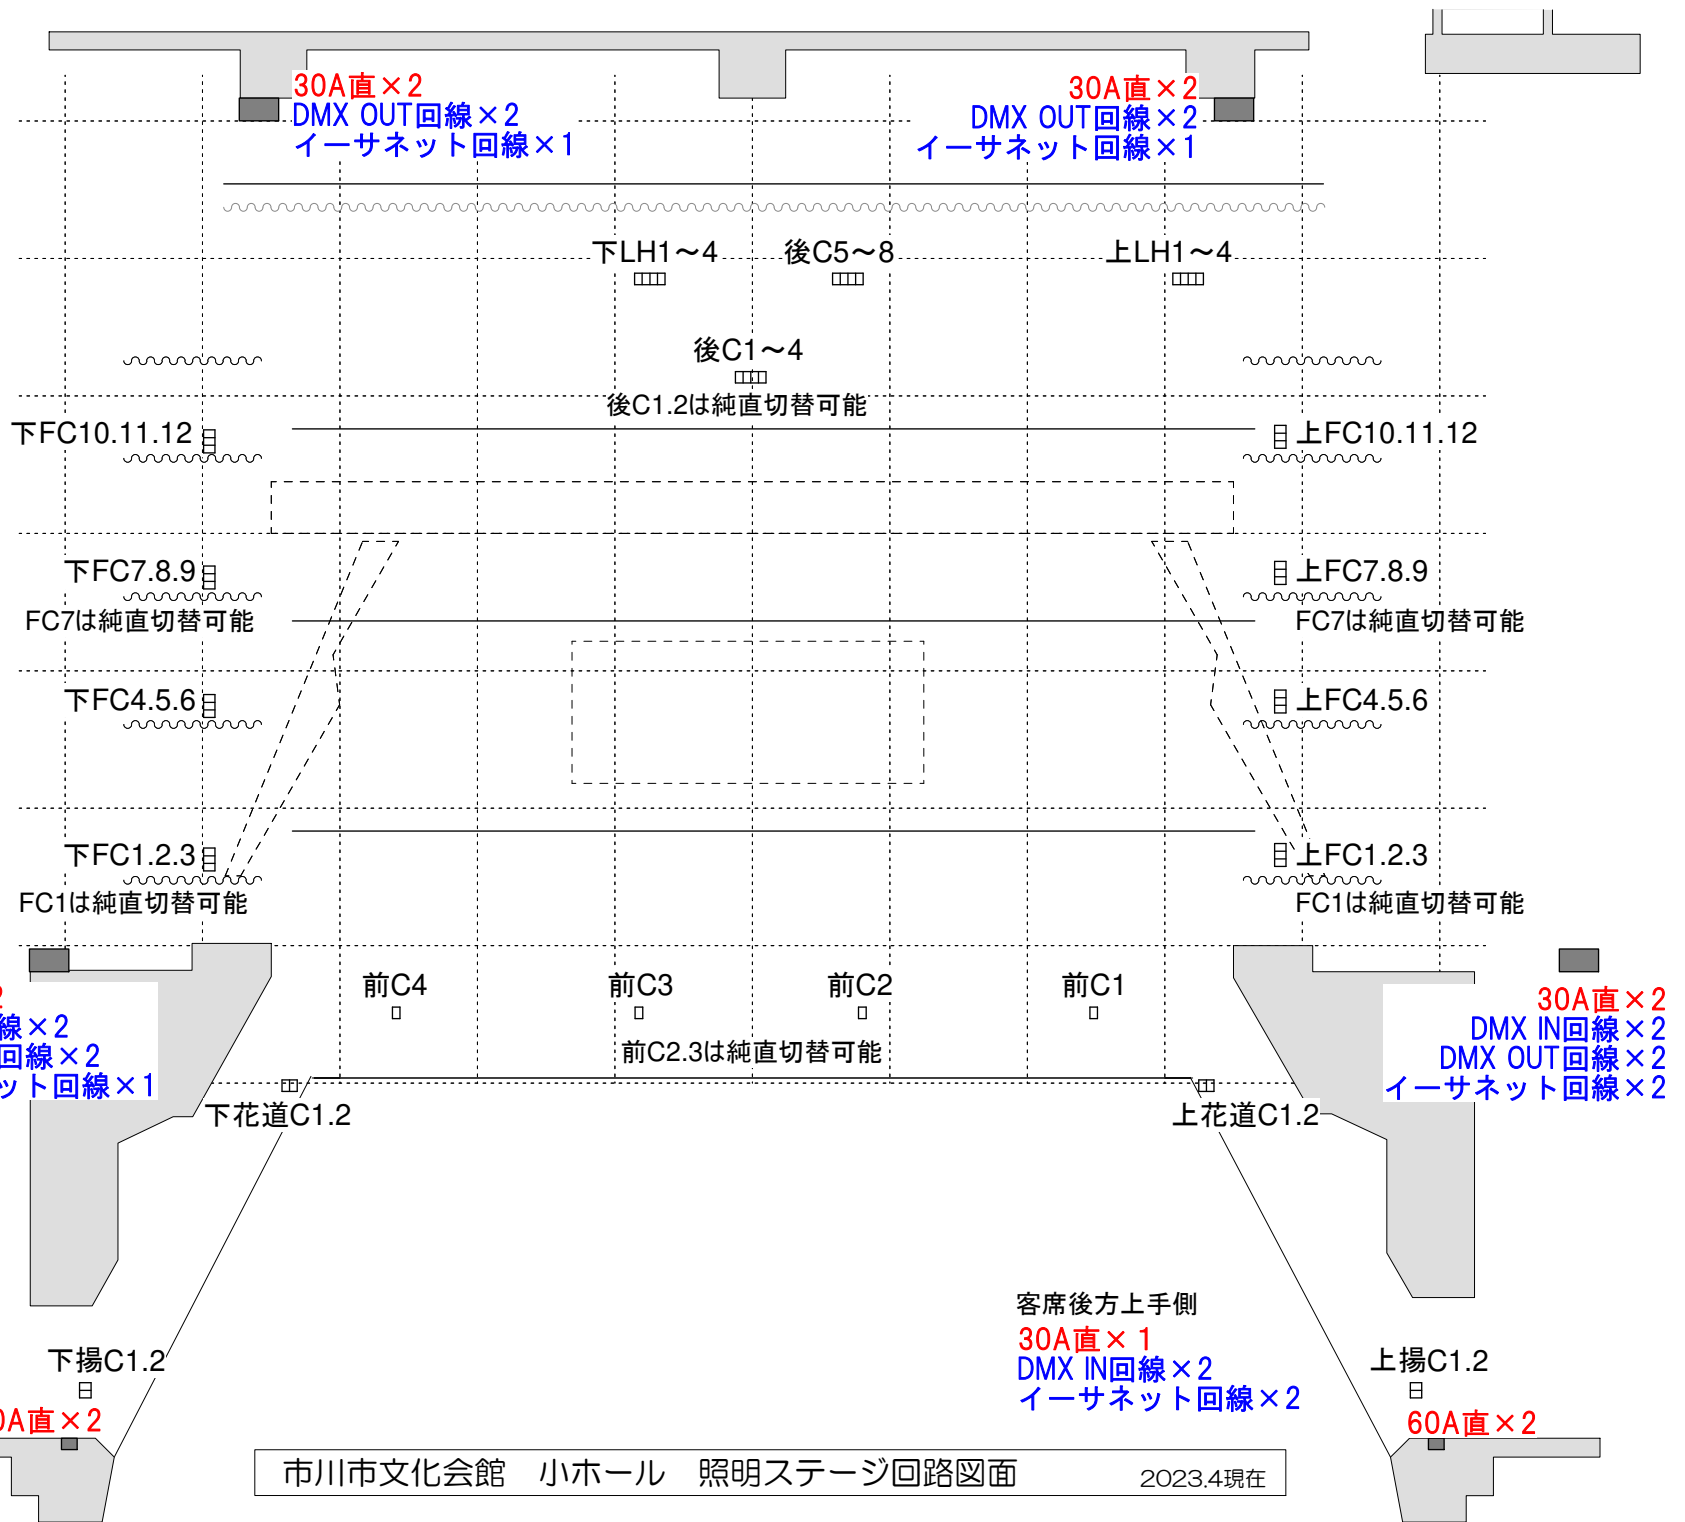 30A直×2
DMX OUT回線×2
イーサネット回線×1
30A直×2
DMX OUT回線×2
イーサネット回線×1
下LH1～4
後C5～8
上LH1～4
後C1～4
後C1.2は純直切替可能
下FC10.11.12
上FC10.11.12
下FC7.8.9
FC7は純直切替可能
上FC7.8.9
FC7は純直切替可能
下FC4.5.6
上FC4.5.6
下FC1.2.3
FC1は純直切替可能
上FC1.2.3
FC1は純直切替可能
前C4
前C3
前C2
前C1
前C2.3は純直切替可能
2
線×2
回線×2
ット回線×1
30A直×2
DMX IN回線×2
DMX OUT回線×2
イーサネット回線×2
下花道C1.2
上花道C1.2
客席後方上手側
30A直×1
DMX IN回線×2
イーサネット回線×2
下揚C1.2
0A直×2
上揚C1.2
60A直×2
市川市文化会館　小ホール　照明ステージ回路図面
2023.4現在